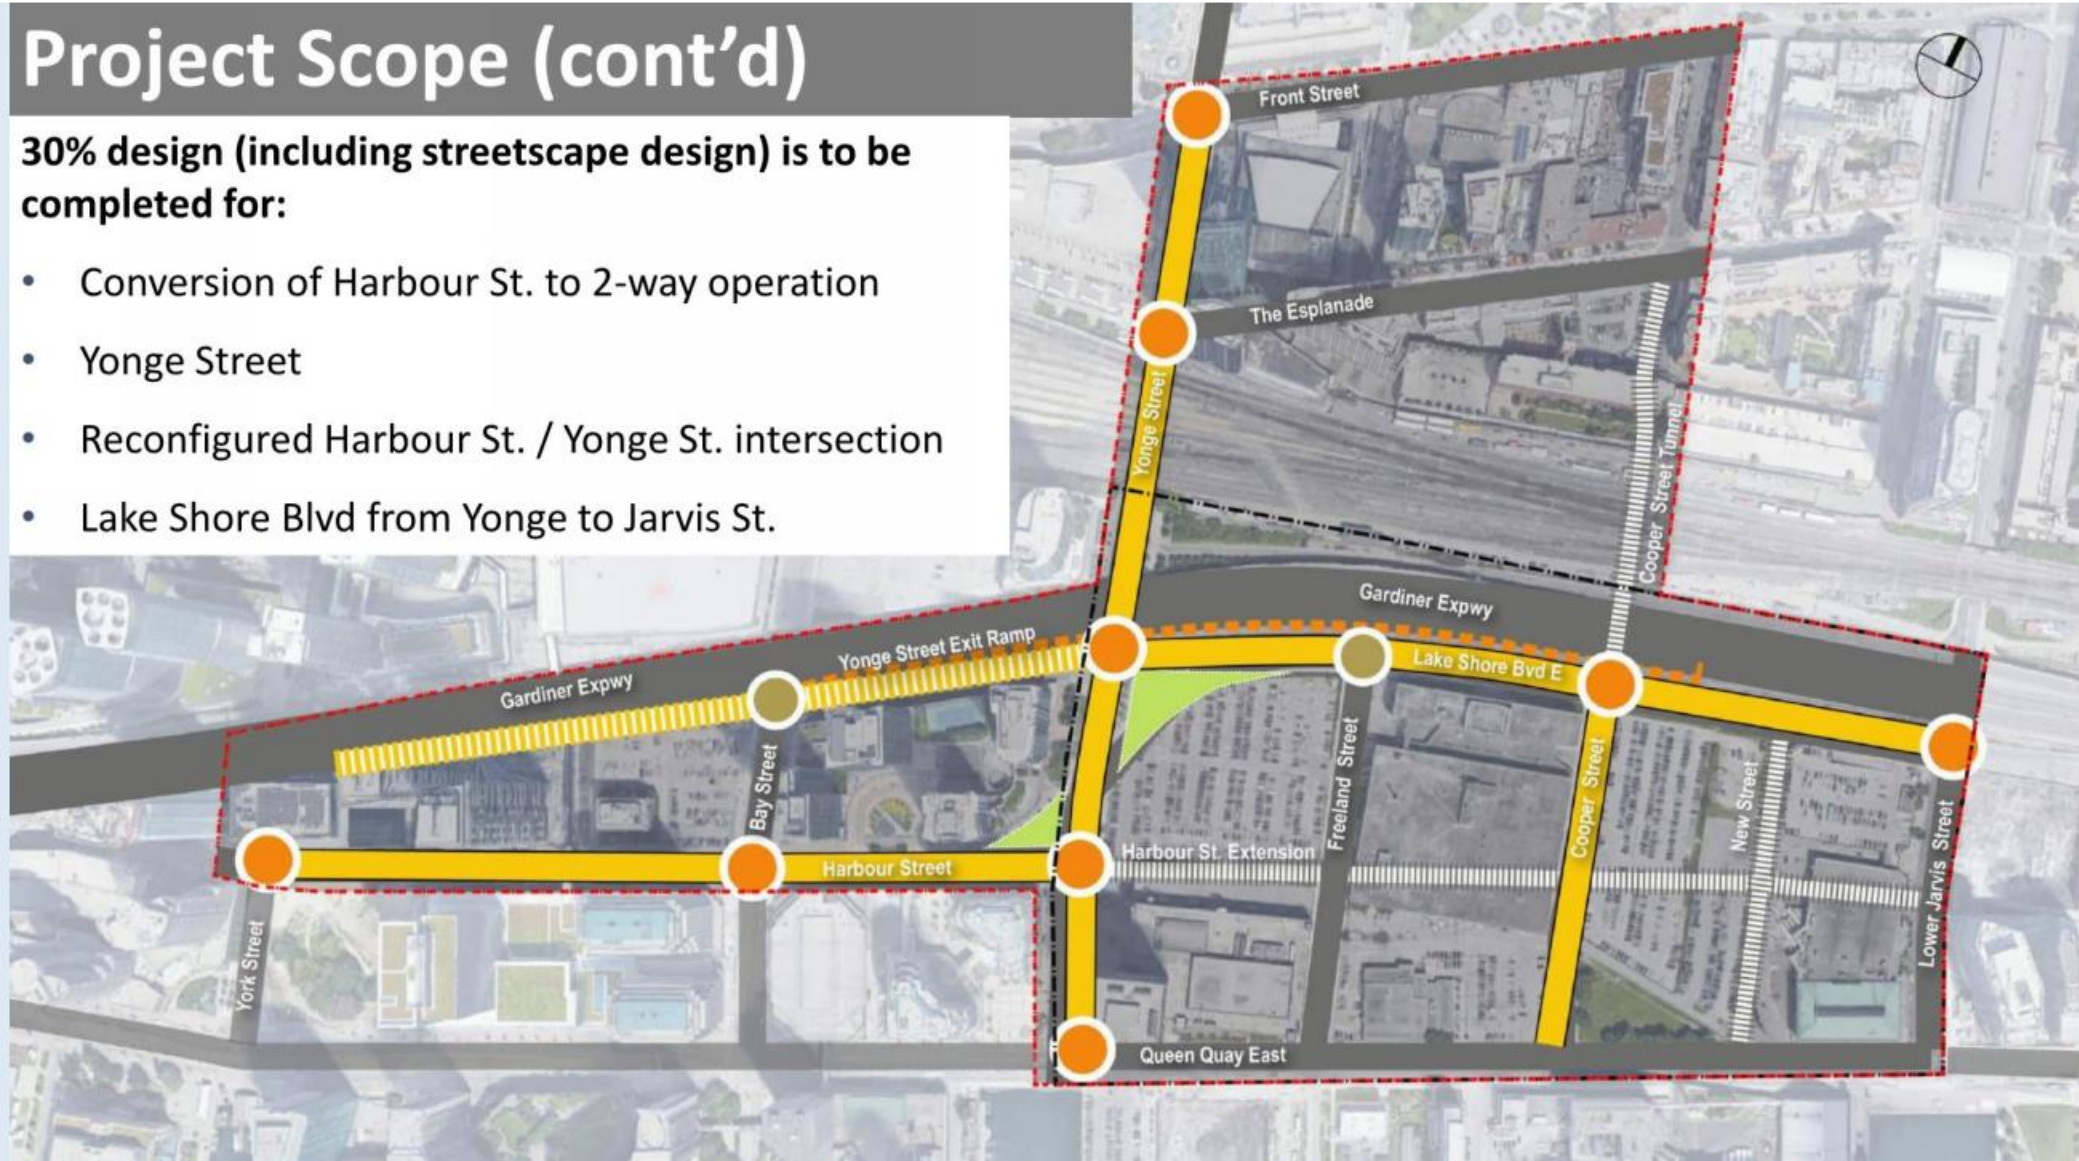 Project Scope (cont’d)
30% design (including streetscape design) is to be
completed for:
• Conversion of Harbour St. to 2-way operation
• Yonge Street
• Reconfigured Harbour St. / Yonge St. intersection
• Lake Shore Blvd from Yonge to Jarvis St.
Front Street
The Esplanade
Yonge Street
Cooper Street Tunnel
Gardiner Expwy
Yonge Street Exit Ramp
Lake Shore Bvd E
Gardiner Expwy
Bay Street
Freeland Street
Cooper Street
New Street
Lower Jarvis Street
Harbour Street
Harbour St. Extension
York Street
Queen Quay East